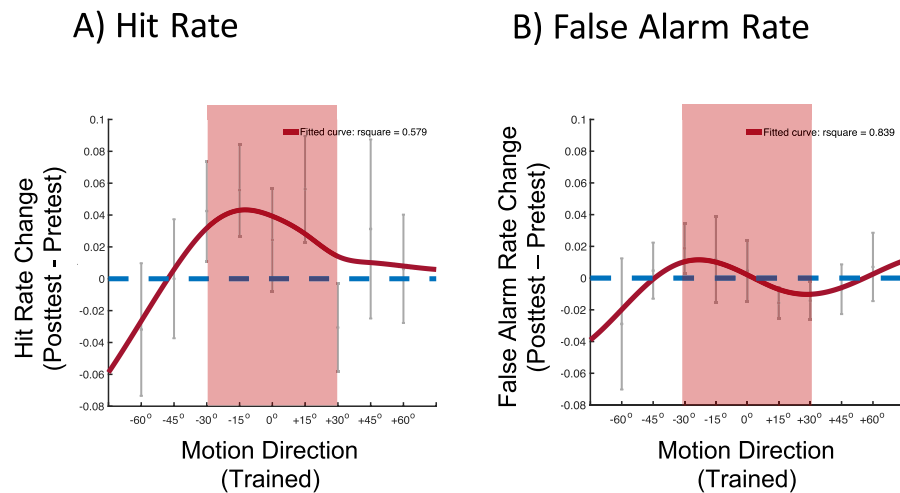 A) Hit Rate
0.1
0.08
0.06
0.04
0.02
0
-0.02
-0.04
-0.06
-0.08
Hit Rate Change
(Posttest - Pretest)
Fitted curve: rsquare = 0.579
-60° -45° -30° -15° 0° +15° +30° +45° +60°
Motion Direction
(Trained)
B) False Alarm Rate
0.1
0.08
0.06
0.04
0.02
0
-0.02
-0.04
-0.06
-0.08
False Alarm Rate Change
(Posttest – Pretest)
Fitted curve: rsquare = 0.839
-60° -45° -30° -15° 0° +15° +30° +45° +60°
Motion Direction
(Trained)